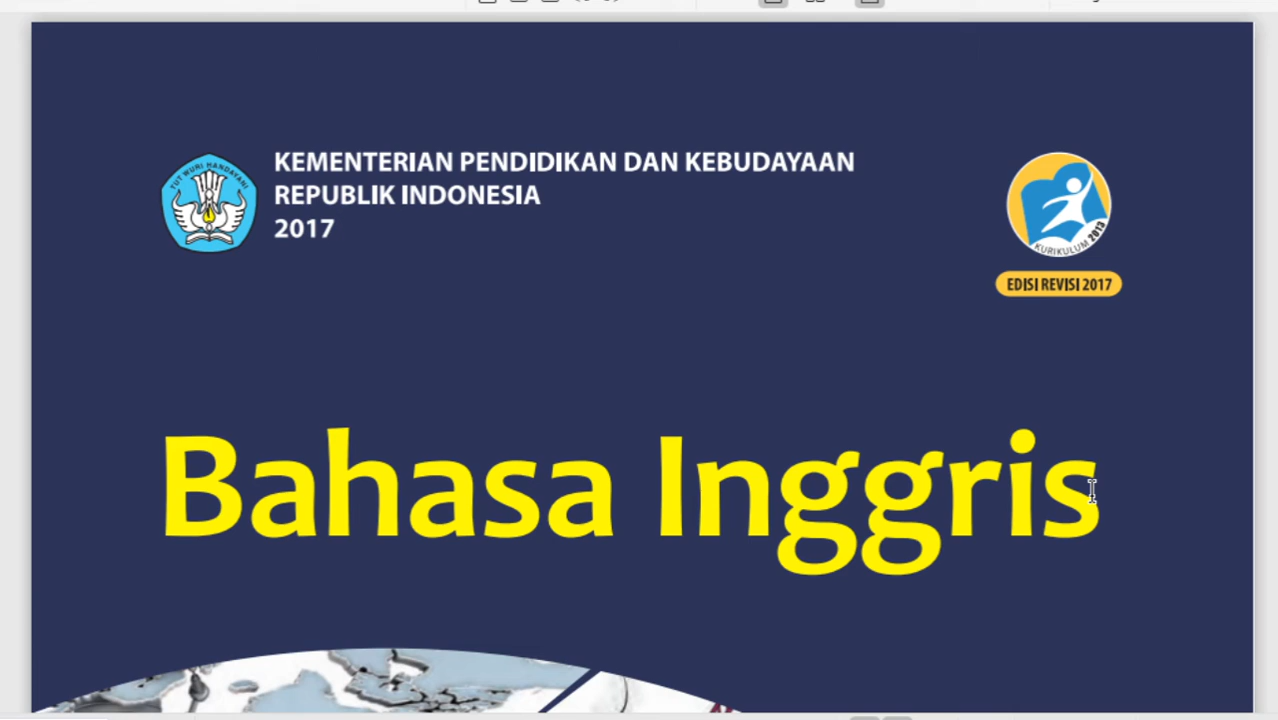 TUT WURI HANDAYANI
KEMENTERIAN PENDIDIKAN DAN KEBUDAYAAN
REPUBLIK INDONESIA
2017
KURIKULUM 2013
EDISI REVISI 2017
Bahasa Inggris